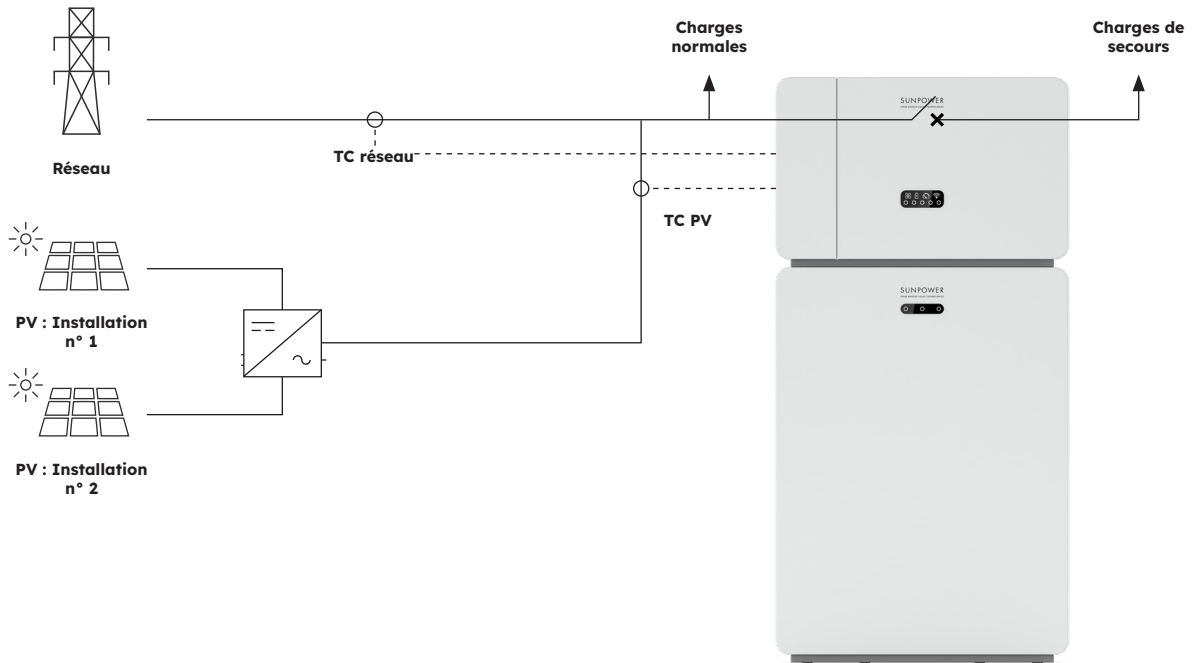 Charges
normales
Charges de
secours
SUNPOWER
Réseau
TC réseau
TC PV
PV : Installation
n° 1
SUNPOWER
PV : Installation
n° 2